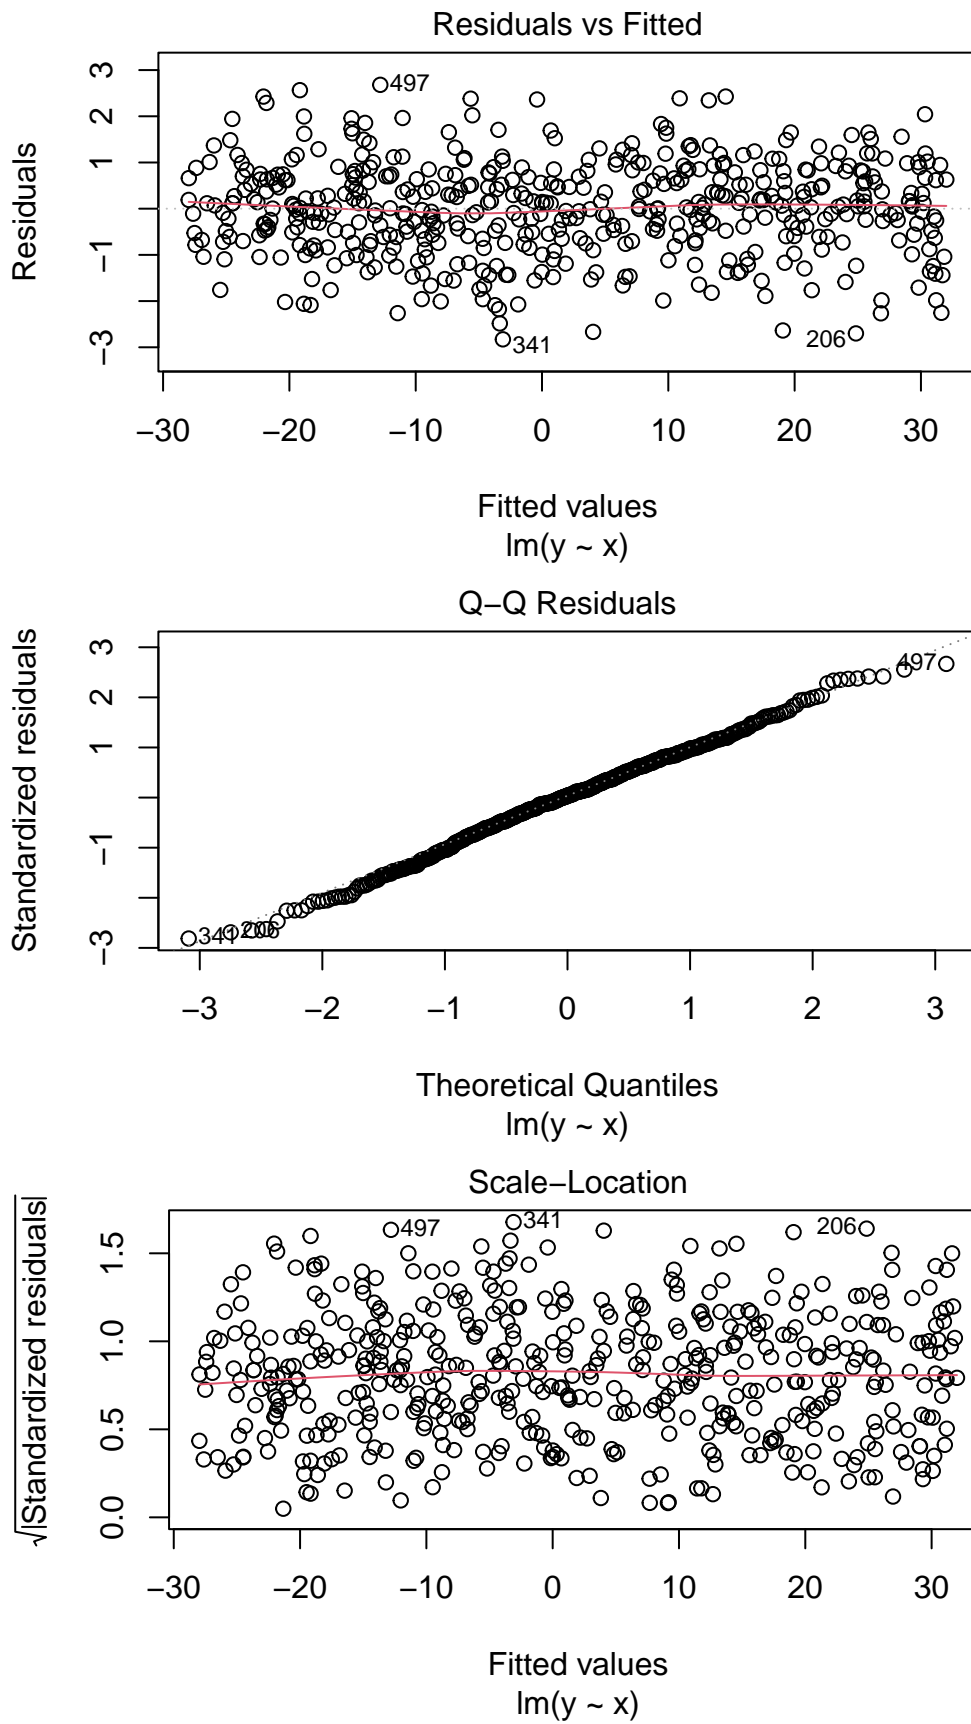 Residuals vs Fitted
Residuals
3
2
1
−1
−3
497
341
206
−30 −20 −10 0 10 20 30
Fitted values
lm(y ~ x)
Q−Q Residuals
Standardized residuals
3
2
1
−1
−3
497
341
206
−3 −2 −1 0 1 2 3
Theoretical Quantiles
lm(y ~ x)
Scale−Location
√|Standardized residuals|
1.5
1.0
0.5
0.0
497
341
206
−30 −20 −10 0 10 20 30
Fitted values
lm(y ~ x)